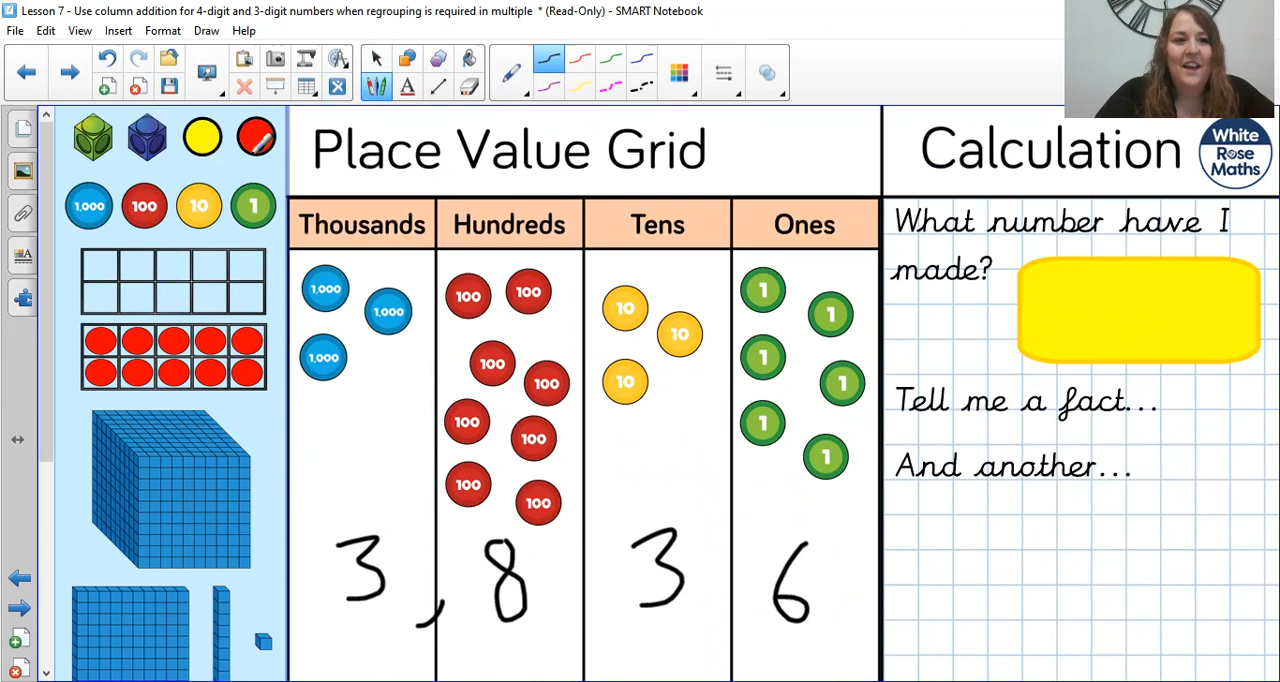 Lesson 7 - Use column addition for 4-digit and 3-digit numbers when regrouping is required in multiple * (Read-Only) - SMART Notebook
File Edit View Insert Format Draw Help
Place Value Grid
Calculation
White
Rose
Maths
1,000 100 10 1
Thousands Hundreds Tens Ones
What number have I
made?
1,000 1,000 1,000
100 100 100 100 100 100 100 100
10 10 10
1 1 1 1 1 1
Tell me a fact...
And another...
3,836